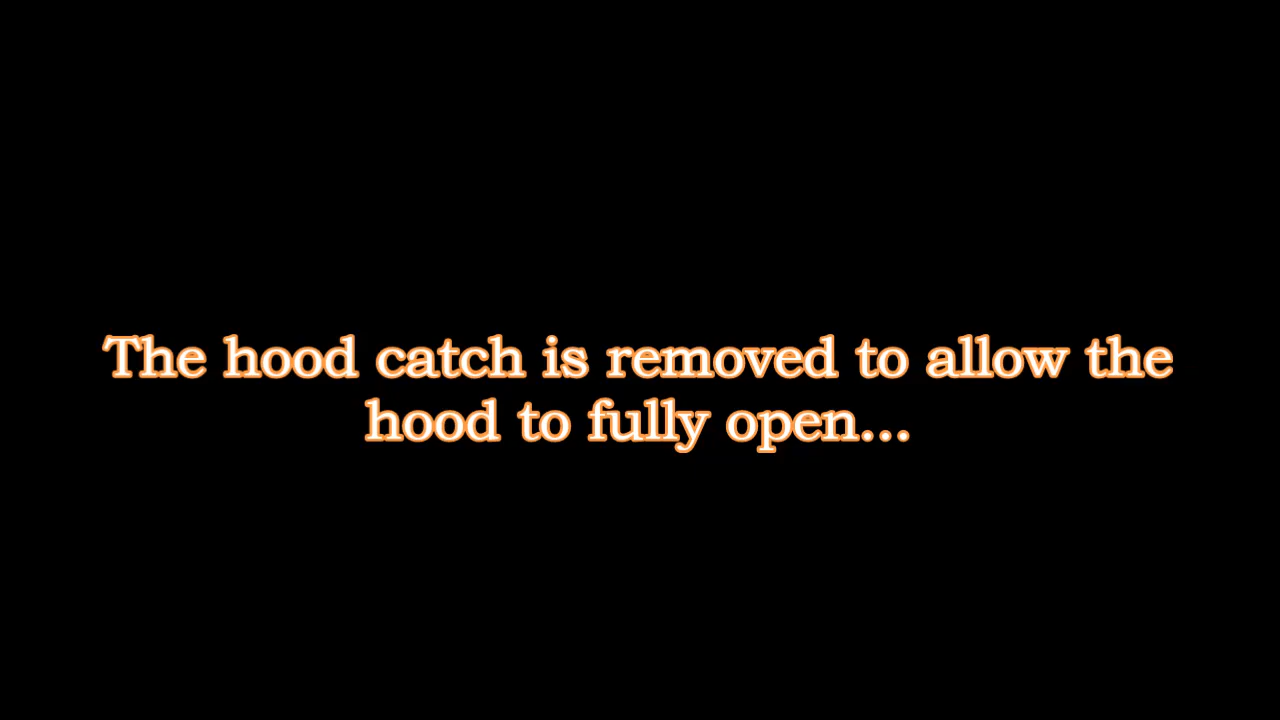 The hood catch is removed to allow the
hood to fully open...